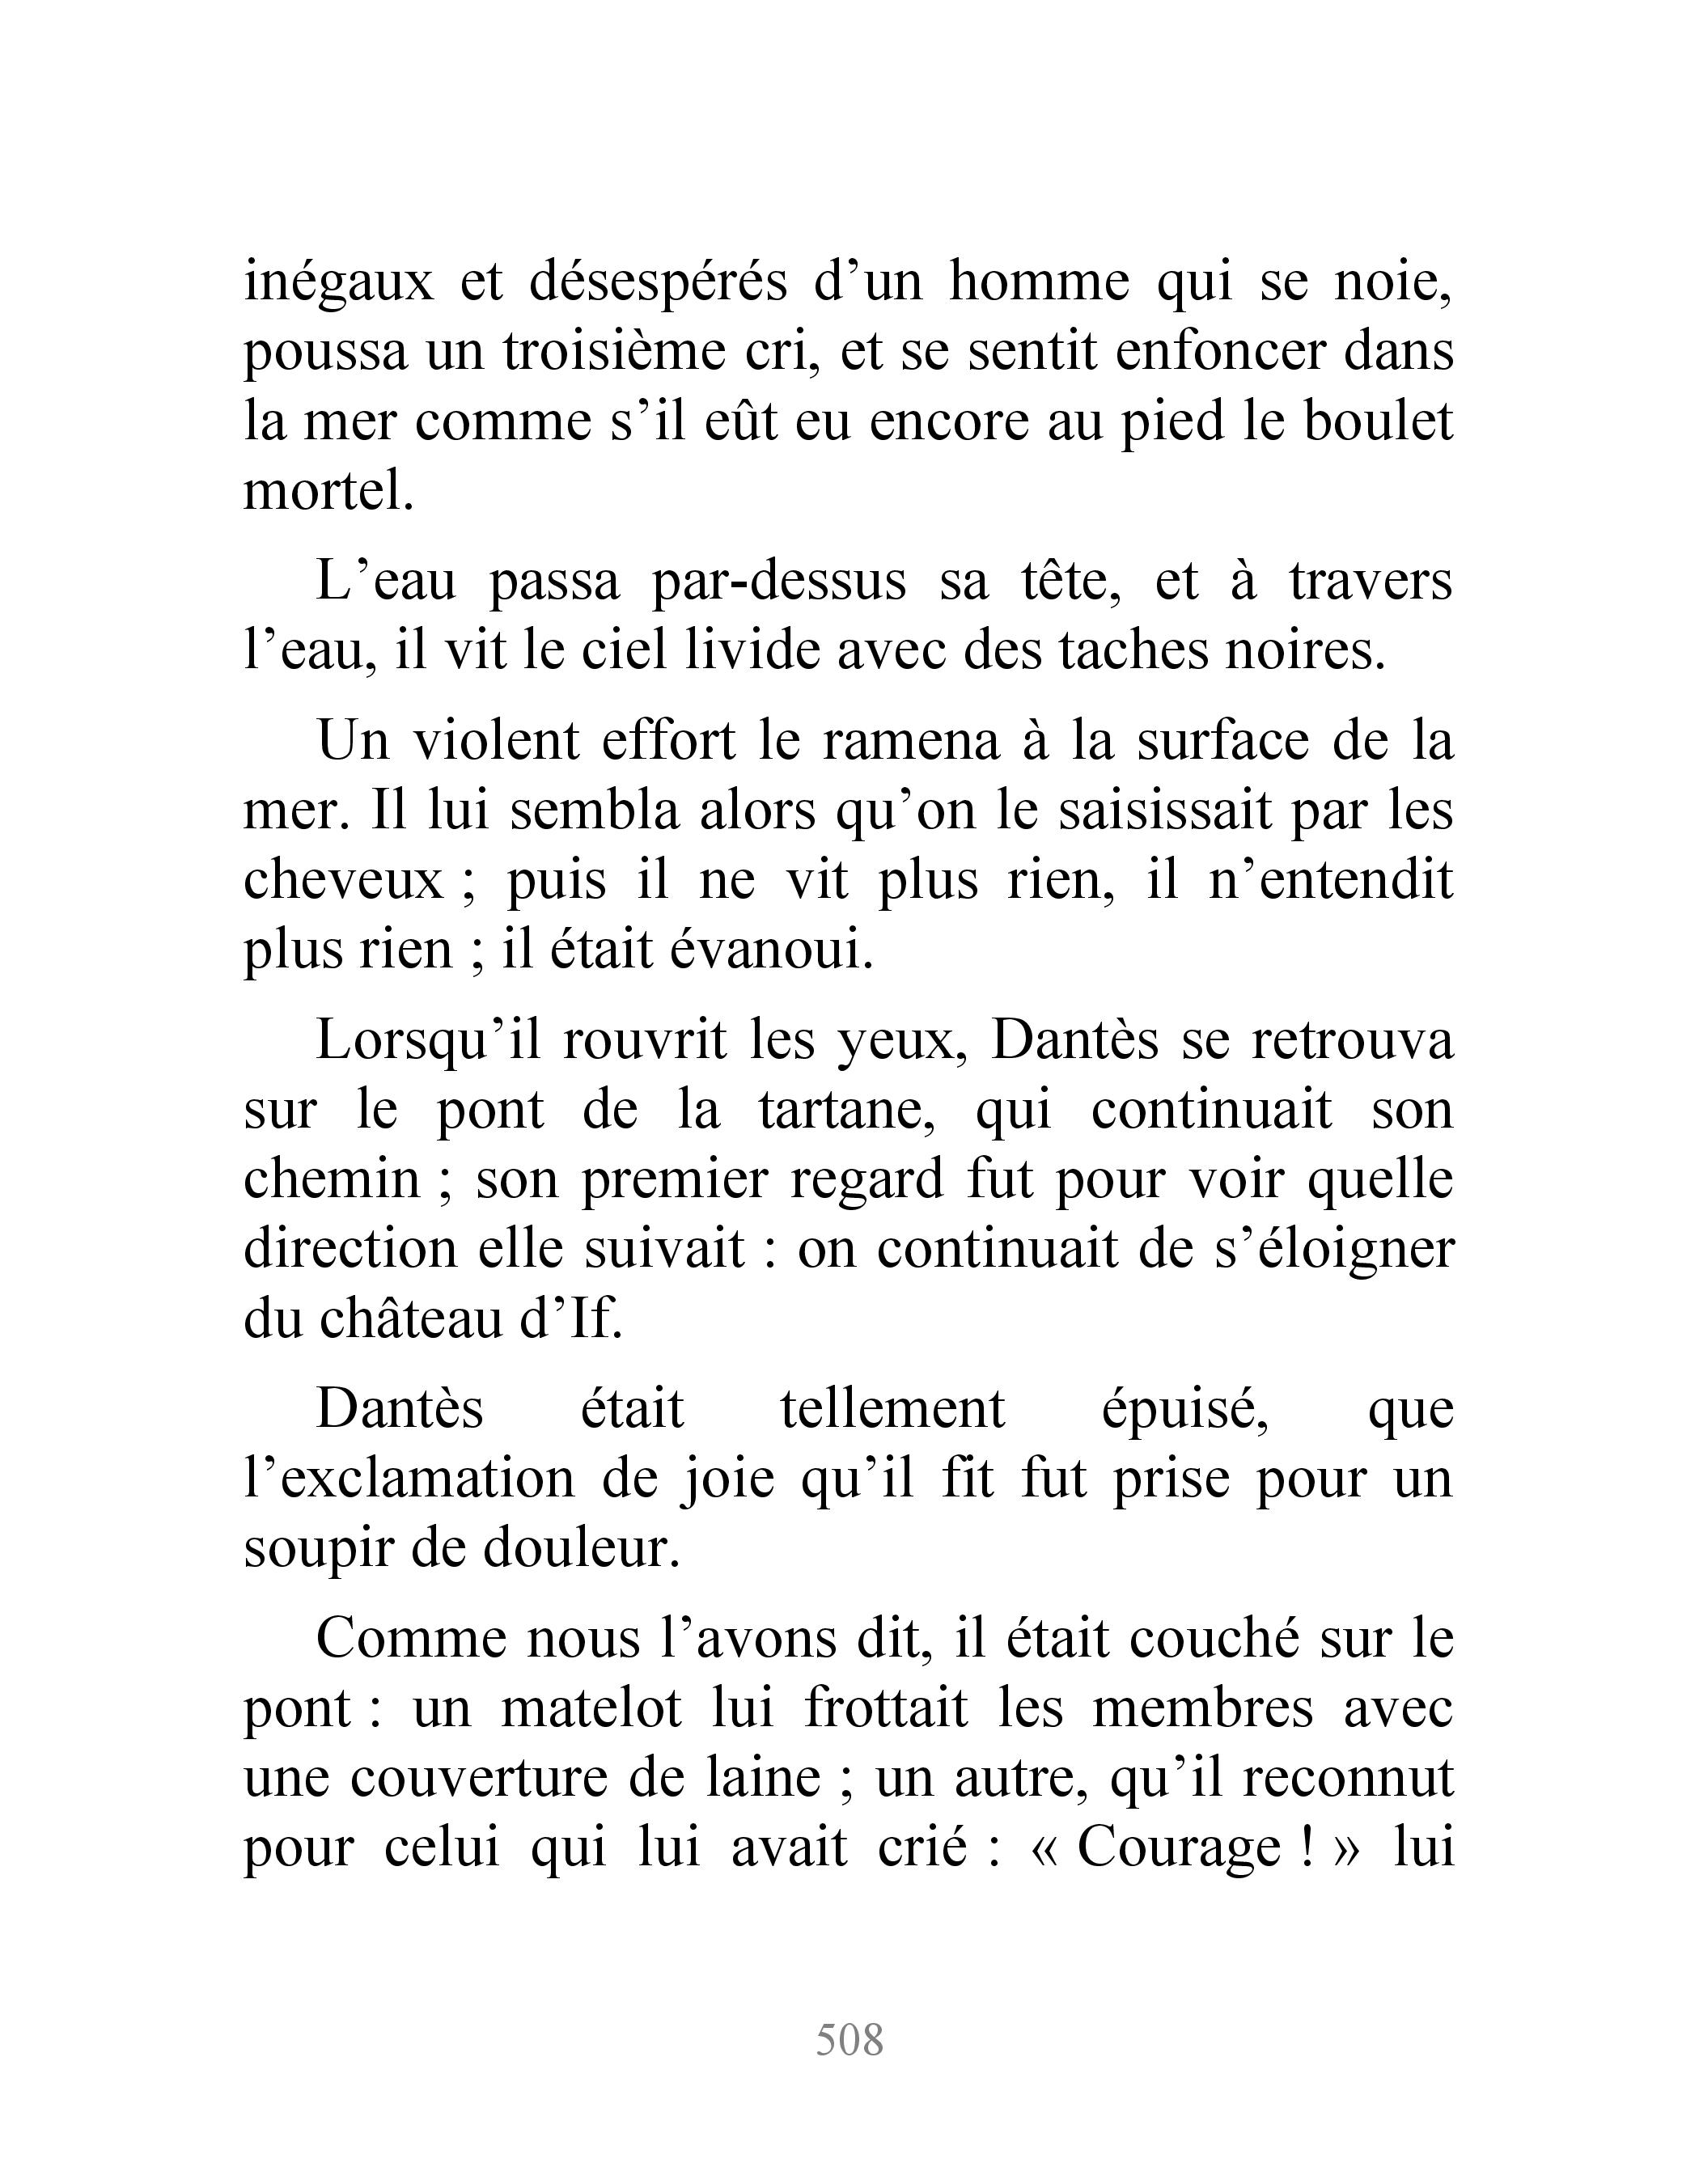 inégaux et désespérés d’un homme qui se noie,
poussa un troisième cri, et se sentit enfoncer dans
la mer comme s’il eût eu encore au pied le boulet
mortel.
L’eau passa par-dessus sa tête, et à travers
l’eau, il vit le ciel livide avec des taches noires.
Un violent effort le ramena à la surface de la
mer. Il lui sembla alors qu’on le saisissait par les
cheveux ; puis il ne vit plus rien, il n’entendit
plus rien ; il était évanoui.
Lorsqu’il rouvrit les yeux, Dantès se retrouva
sur le pont de la tartane, qui continuait son
chemin ; son premier regard fut pour voir quelle
direction elle suivait : on continuait de s’éloigner
du château d’If.
Dantès était tellement épuisé, que
l’exclamation de joie qu’il fit fut prise pour un
soupir de douleur.
Comme nous l’avons dit, il était couché sur le
pont : un matelot lui frottait les membres avec
une couverture de laine ; un autre, qu’il reconnut
pour celui qui lui avait crié : « Courage ! » lui
508